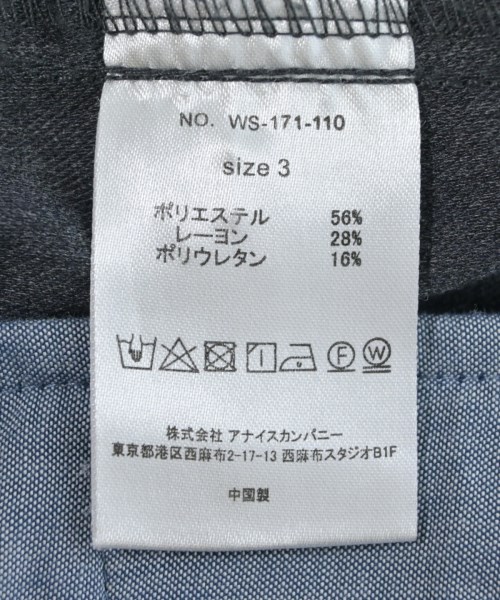 NO. WS-171-110
size 3
ポリエステル 56%
レーヨン 28%
ポリウレタン 16%
F W
株式会社 アナイスカンパニー
東京都港区西麻布2-17-13 西麻布スタジオB1F
中国製